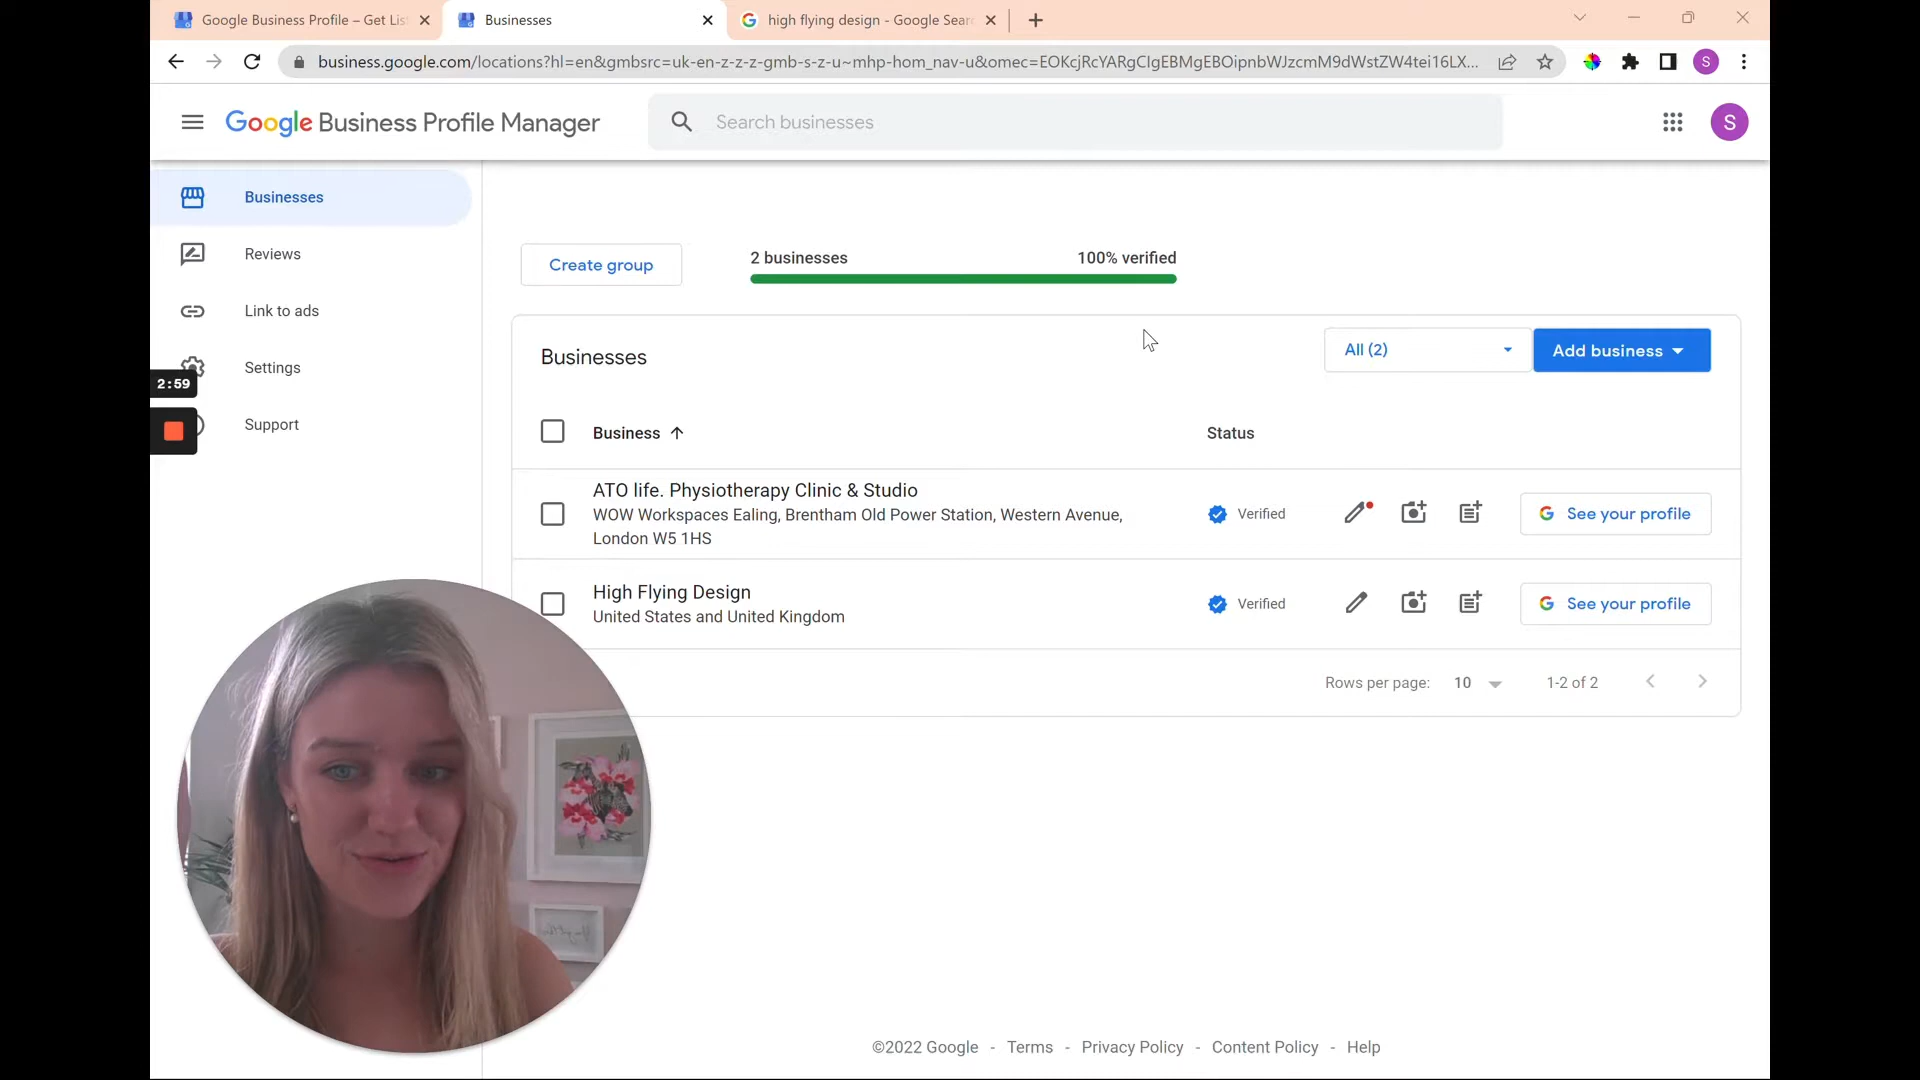 Google Business Profile – Get Lis
Businesses
high flying design - Google Sear
business.google.com/locations?hl=en&gmbsrc=uk-en-z-z-z-gmb-s-z-u~mhp-hom_nav-u&omec=EOKcjRcYARgCIgEBMgEBOipnbWJzcmM9dWstZW4tei16LX...
S
Google Business Profile Manager
Search businesses
S
Businesses
Reviews
Link to ads
Settings
Support
2:59
Create group
2 businesses
100% verified
Businesses
All (2)
Add business
Business
Status
ATO life. Physiotherapy Clinic & Studio
WOW Workspaces Ealing, Brentham Old Power Station, Western Avenue,
London W5 1HS
Verified
See your profile
High Flying Design
United States and United Kingdom
Verified
See your profile
Rows per page: 10
1-2 of 2
©2022 Google - Terms - Privacy Policy - Content Policy - Help